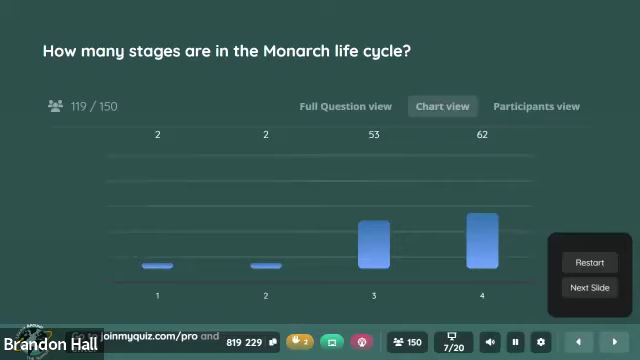 How many stages are in the Monarch life cycle?
119 / 150
Full Question view
Chart view
Participants view
2 2 53 62
1 2 3 4
Restart
Next Slide
Go to joinmyquiz.com/pro and
819 229
2
150
7/20
Brandon Hall